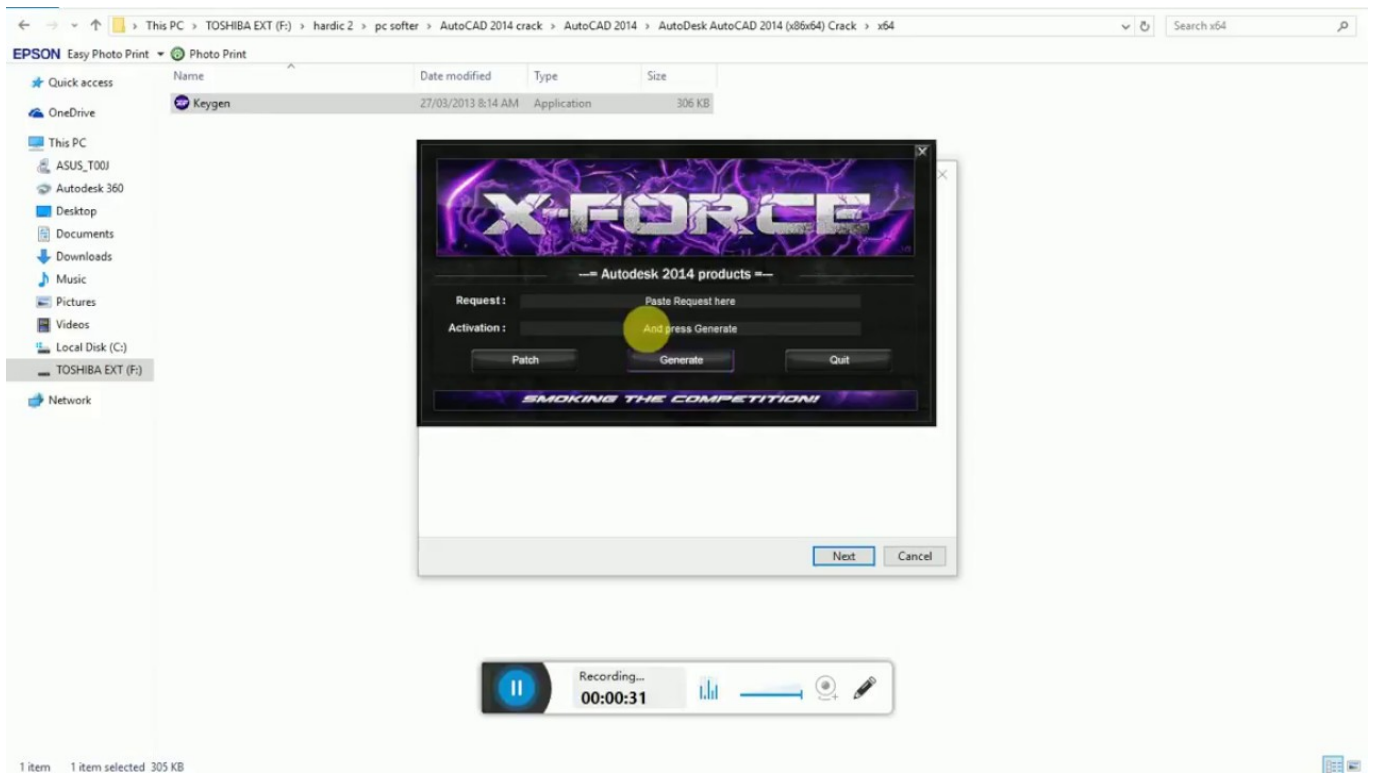 This PC > TOSHIBA EXT (F:) > hardic 2 > pc softer > AutoCAD 2014 crack > AutoCAD 2014 > AutoDesk AutoCAD 2014 (x86x64) Crack > x64
Search x64
EPSON Easy Photo Print
Photo Print
Name Date modified Type Size
Keygen 27/03/2013 8:14 AM Application 306 KB
Quick access
OneDrive
This PC
ASUS_T00J
Autodesk 360
Desktop
Documents
Downloads
Music
Pictures
Videos
Local Disk (C:)
TOSHIBA EXT (F:)
Network
X-FORCE
---= Autodesk 2014 products =---
Request : Paste Request here
Activation : And press Generate
Patch Generate Quit
SMOKING THE COMPETITION!
Next Cancel
Recording...
00:00:31
1 item 1 item selected 305 KB